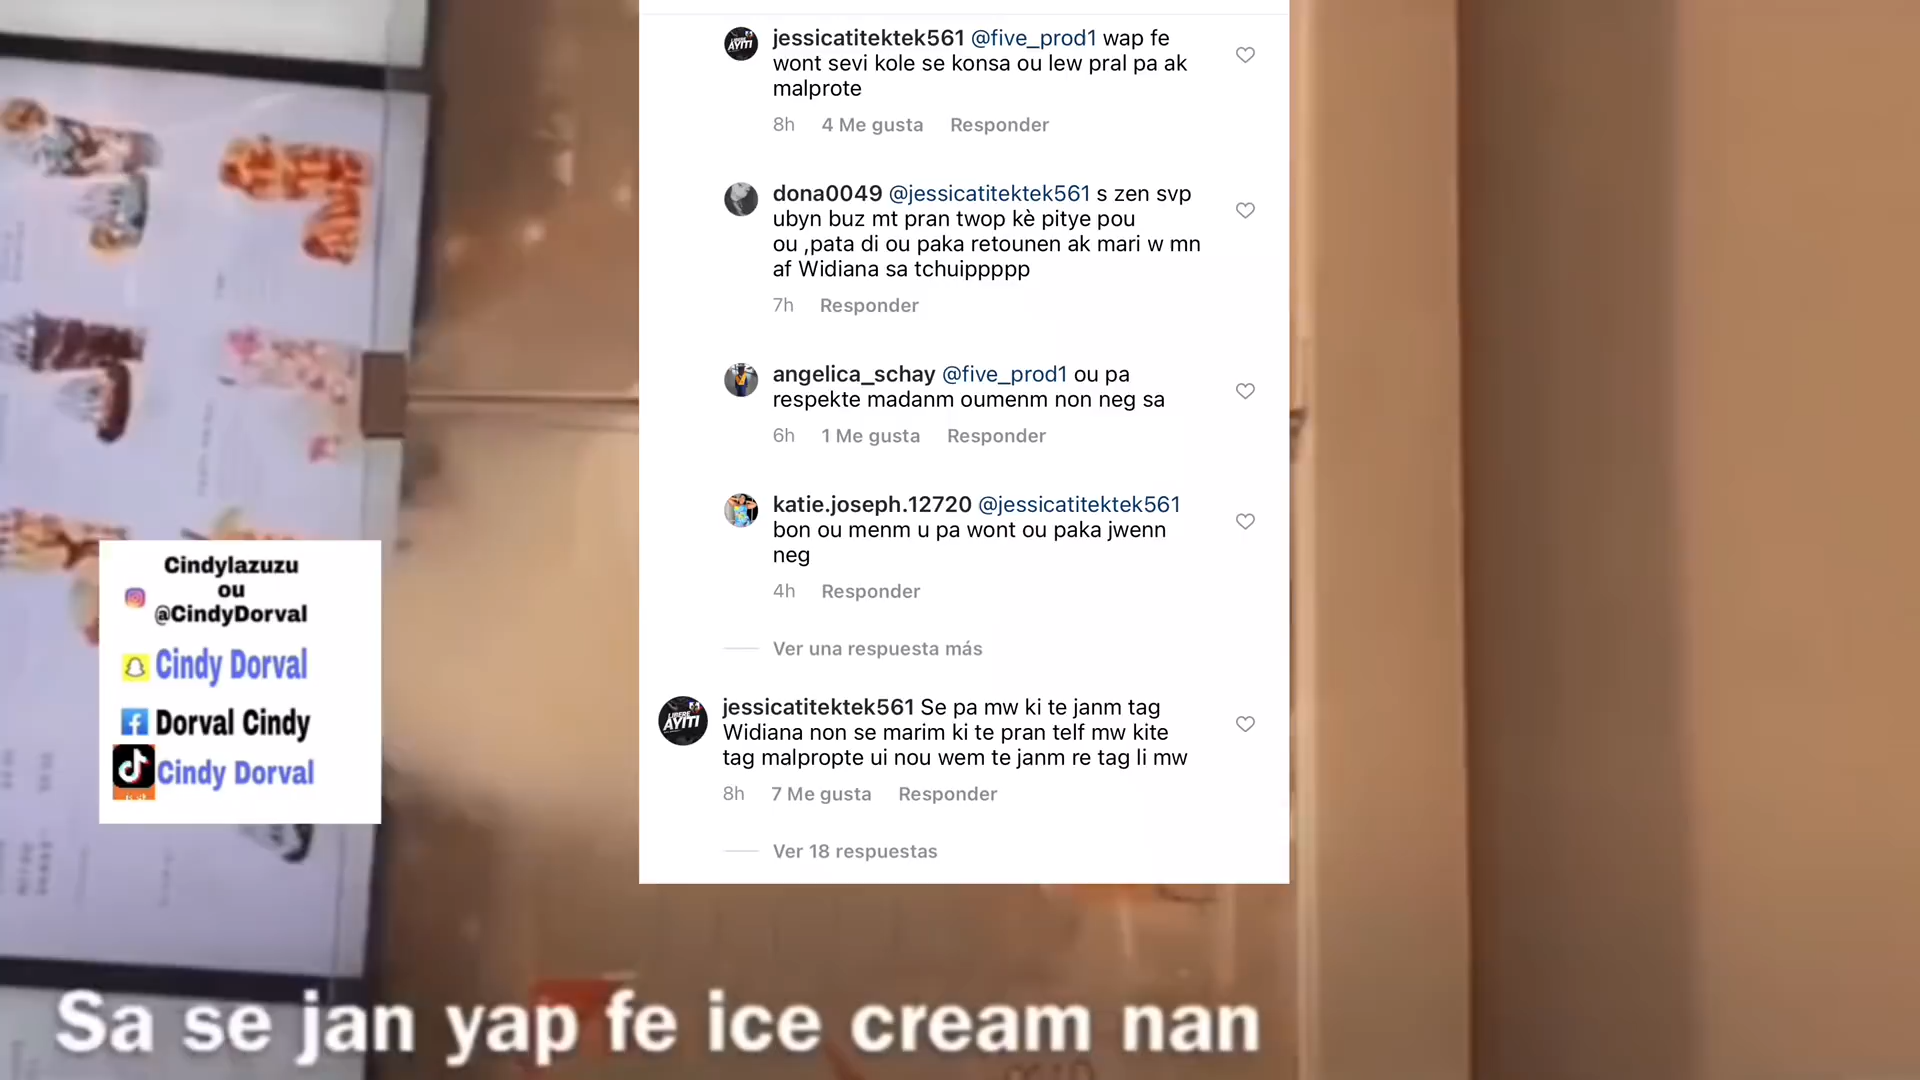 jessicatitektek561 @five_prod1 wap fe
wont sevi kole se konsa ou lew pral pa ak
malprote
8h 4 Me gusta Responder
dona0049 @jessicatitektek561 s zen svp
ubyn buz mt pran twop kè pitye pou
ou ,pata di ou paka retounen ak mari w mn
af Widiana sa tchuippppp
7h Responder
angelica_schay @five_prod1 ou pa
respekte madanm oumenm non neg sa
6h 1 Me gusta Responder
katie.joseph.12720 @jessicatitektek561
bon ou menm u pa wont ou paka jwenn
neg
4h Responder
Ver una respuesta más
jessicatitektek561 Se pa mw ki te janm tag
Widiana non se marim ki te pran telf mw kite
tag malpropte ui nou wem te janm re tag li mw
8h 7 Me gusta Responder
Ver 18 respuestas
LIBERE
AYITI
Cindylazuzu
ou
@CindyDorval
Cindy Dorval
Dorval Cindy
Cindy Dorval
Sa se jan yap fe ice cream nan